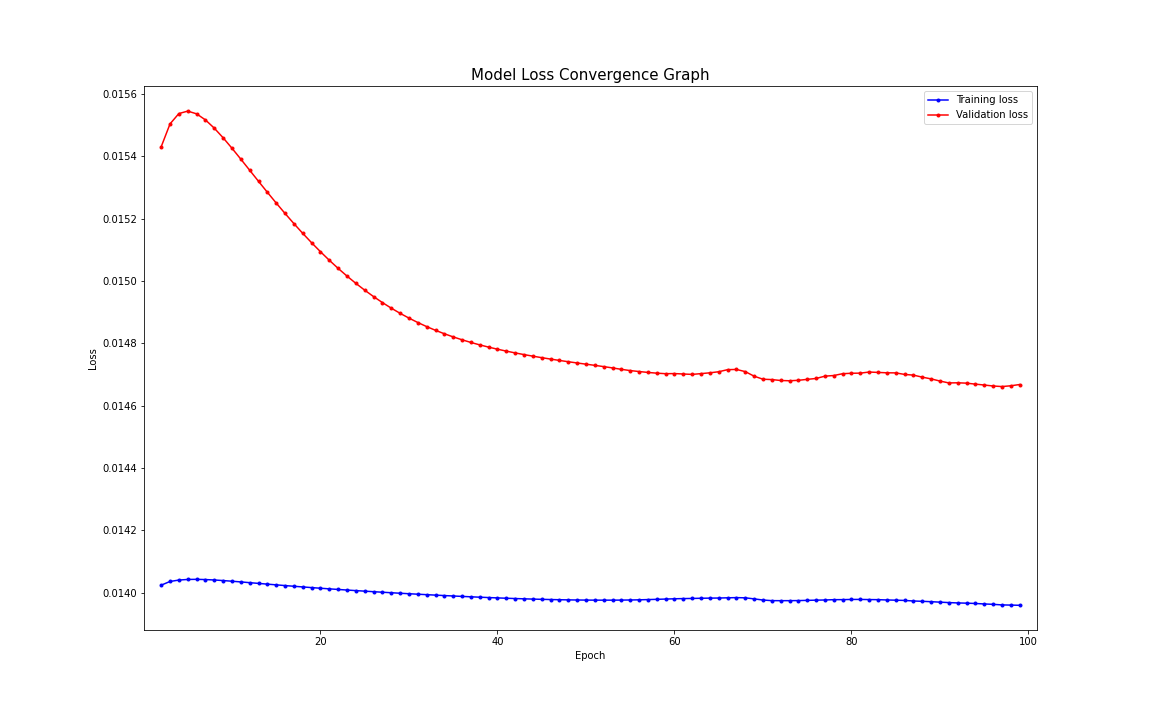 Model Loss Convergence Graph
Training loss
Validation loss
0.0156
0.0154
0.0152
0.0150
0.0148
0.0146
0.0144
0.0142
0.0140
Loss
20 40 60 80 100
Epoch